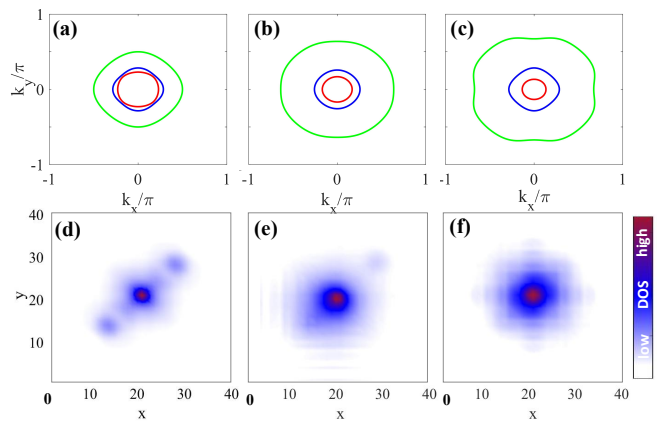 (a) (b) (c)
1
0
-1
k_y/π
-1 0 1 -1 0 1 -1 0 1
k_x/π k_x/π k_x/π
(d) (e) (f)
40
30
20
10
0
y
10 20 30 40 0 10 20 30 40 0 10 20 30 40
x x x
high
DOS
low